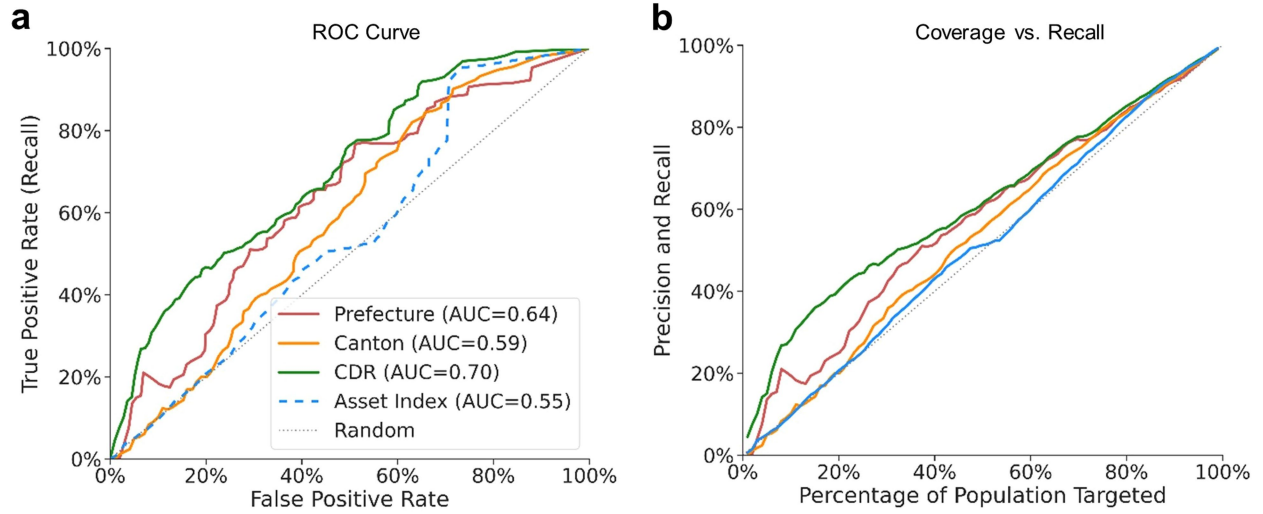 a
ROC Curve
100%
80%
60%
40%
20%
0%
True Positive Rate (Recall)
Prefecture (AUC=0.64)
Canton (AUC=0.59)
CDR (AUC=0.70)
Asset Index (AUC=0.55)
Random
0% 20% 40% 60% 80% 100%
False Positive Rate
b
Coverage vs. Recall
100%
80%
60%
40%
20%
0%
Precision and Recall
0% 20% 40% 60% 80% 100%
Percentage of Population Targeted